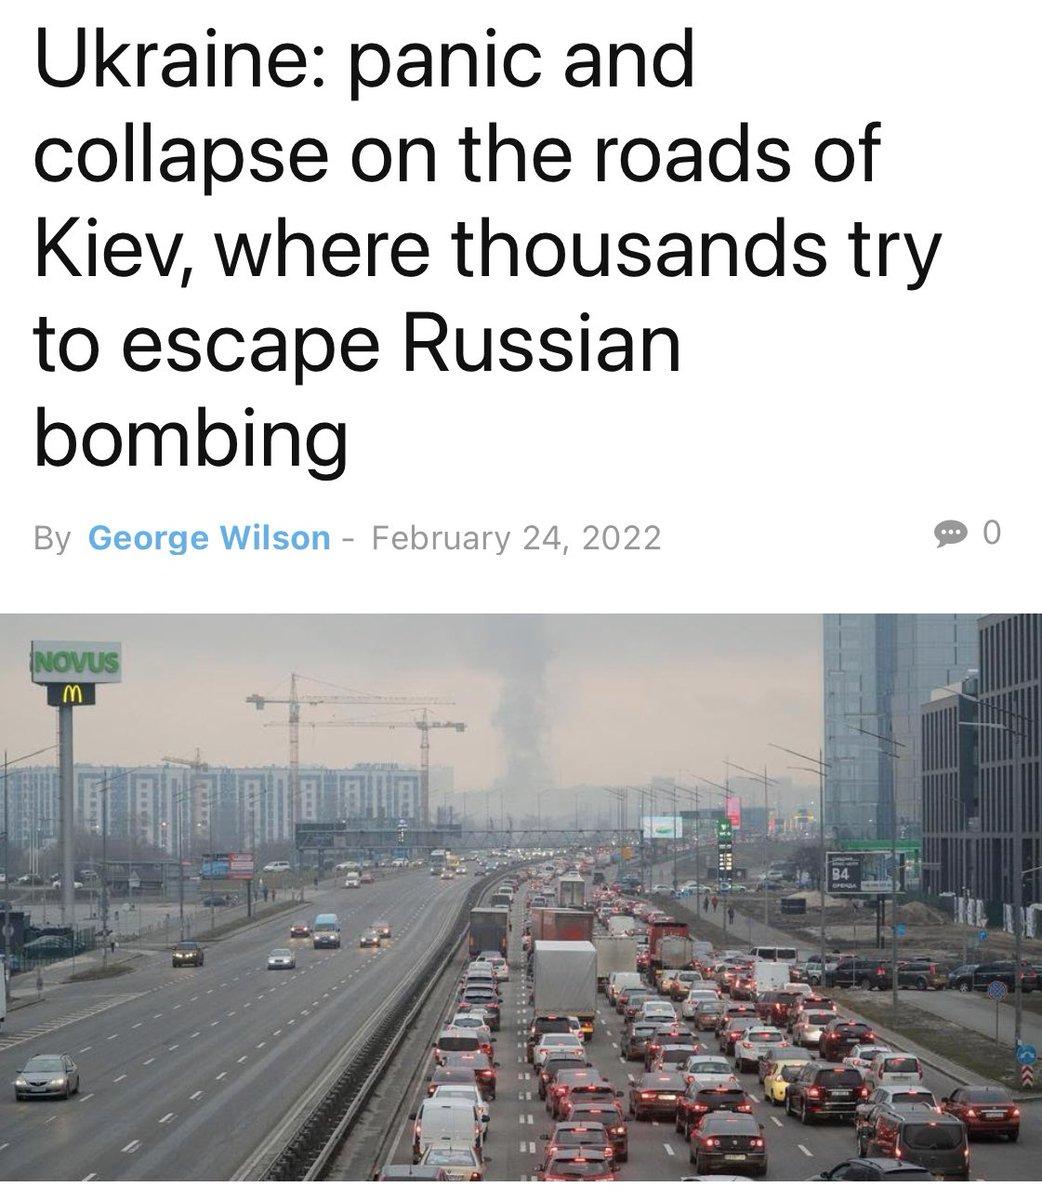 Ukraine: panic and
collapse on the roads of
Kiev, where thousands try
to escape Russian
bombing
By George Wilson - February 24, 2022
0
NOVUS
B4